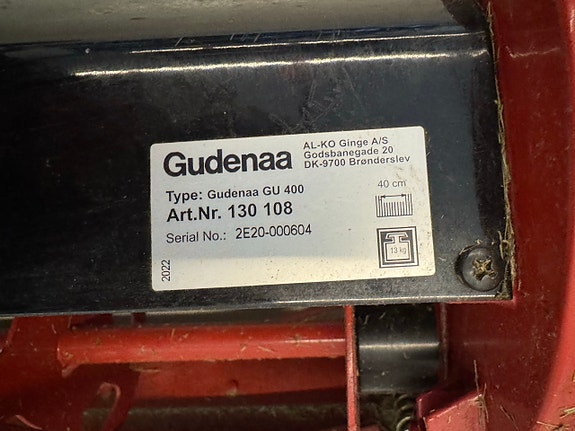 Gudenaa
AL-KO Ginge A/S
Godsbanegade 20
DK-9700 Brønderslev
Type: Gudenaa GU 400
40 cm
Art.Nr. 130 108
Serial No.: 2E20-000604
13 kg
2022